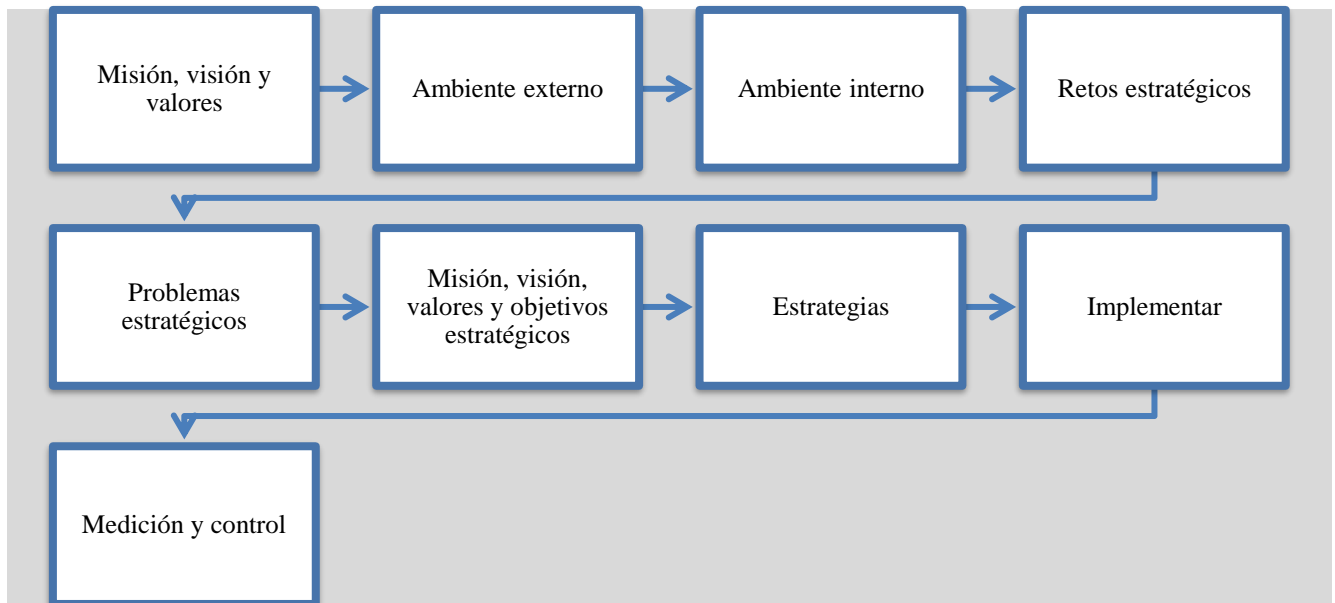 Misión, visión y
valores
Ambiente externo
Ambiente interno
Retos estratégicos
Problemas
estratégicos
Misión, visión,
valores y objetivos
estratégicos
Estrategias
Implementar
Medición y control